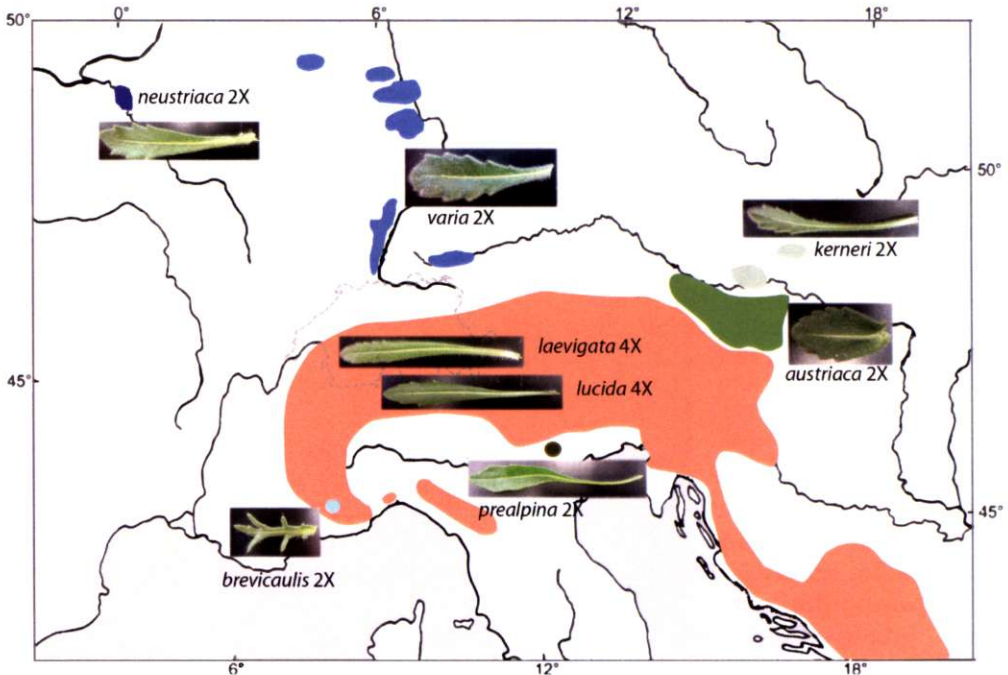 50° 0° 6° 12° 18°
neustriaca 2X
50°
varia 2X
kerneri 2X
laevigata 4X
austriaca 2X
45°
lucida 4X
prealpina 2X
45°
brevicaulis 2X
6° 12° 18°